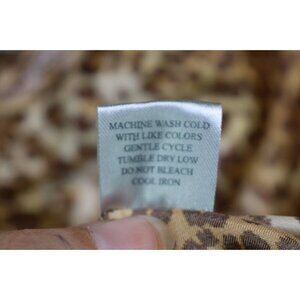 MACHINE WASH COLD
WITH LIKE COLORS
GENTLE CYCLE
TUMBLE DRY LOW
DO NOT BLEACH
COOL IRON